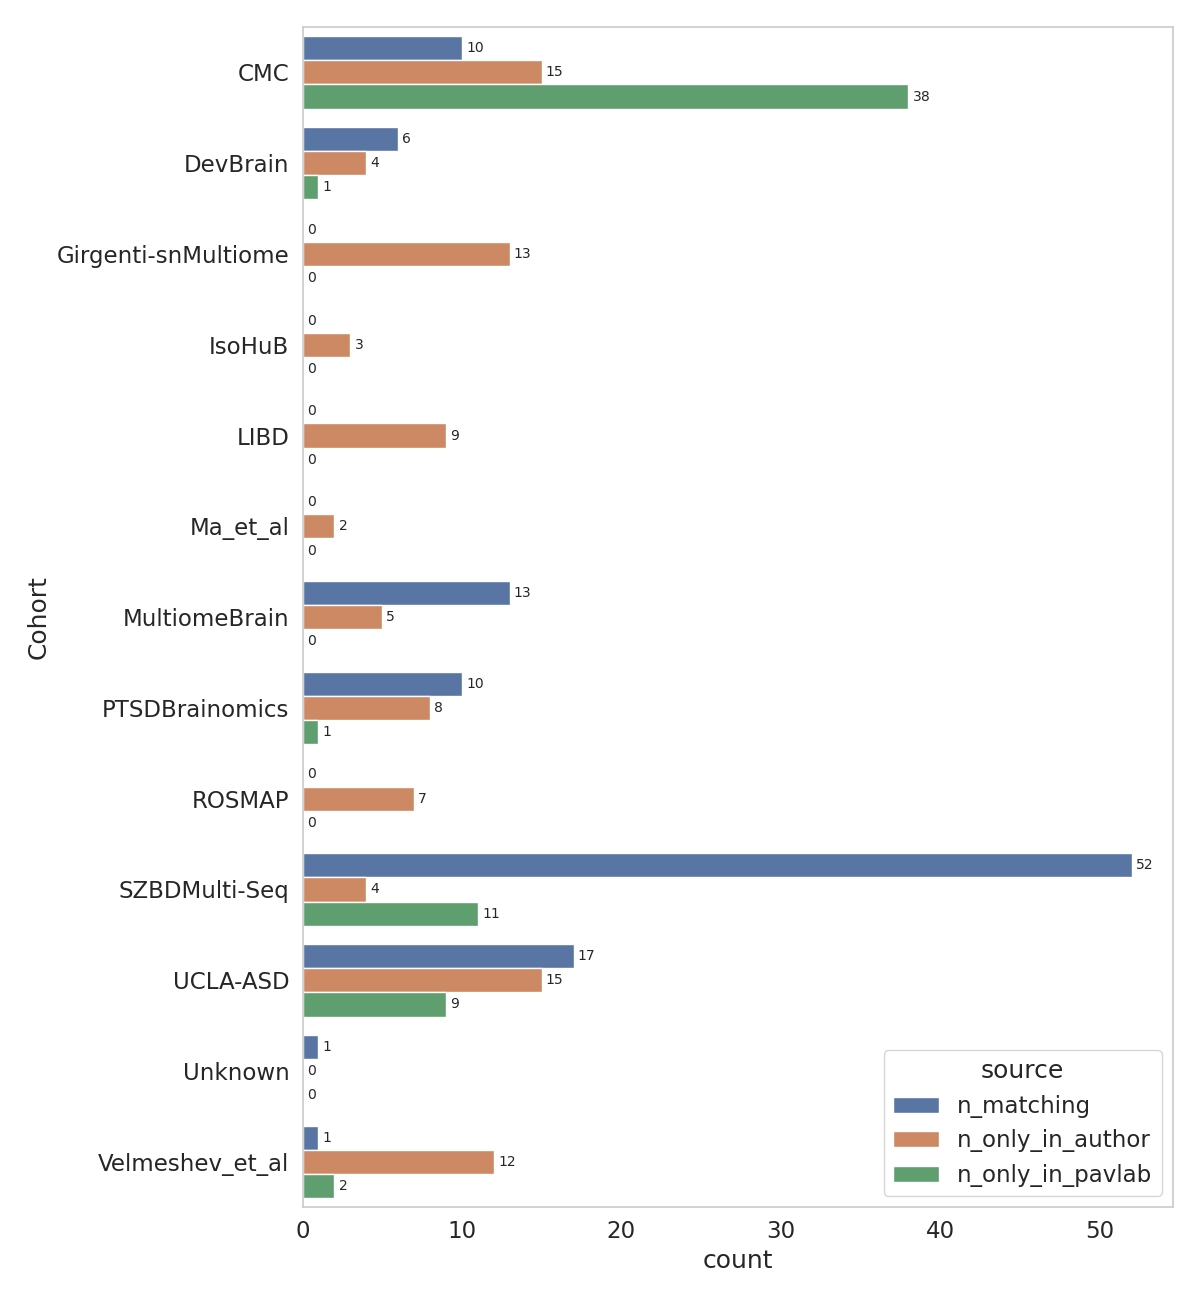 CMC
10
15
38
DevBrain
6
4
1
Girgenti-snMultiome
0
13
0
IsoHuB
0
3
0
LIBD
0
9
0
Ma_et_al
0
2
0
MultiomeBrain
13
5
0
PTSDBrainomics
10
8
1
ROSMAP
0
7
0
SZBDMulti-Seq
52
4
11
UCLA-ASD
17
15
9
Unknown
1
0
0
Velmeshev_et_al
1
12
2
Cohort
0 10 20 30 40 50
count
source
n_matching
n_only_in_author
n_only_in_pavlab